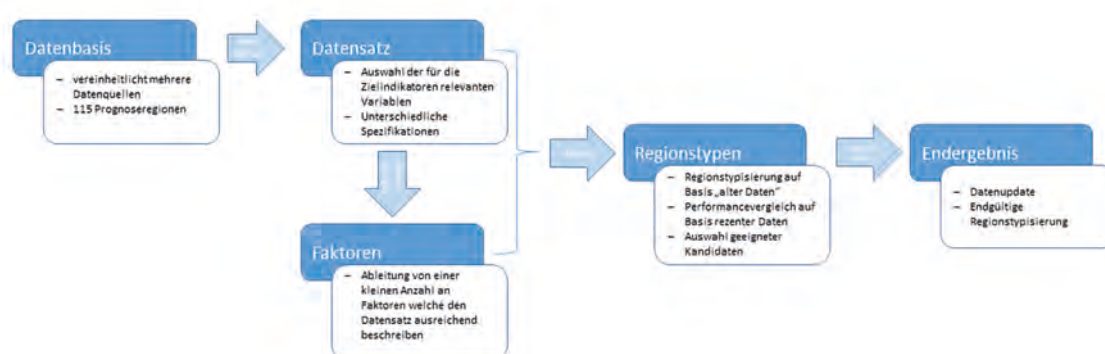 Datenbasis
– vereinheitlicht mehrere
Datenquellen
– 115 Prognoseregionen
Datensatz
– Auswahl der für die
Zielindikatoren relevanten
Variablen
– Unterschiedliche
Spezifikationen
Faktoren
– Ableitung von einer
kleinen Anzahl an
Faktoren welche den
Datensatz ausreichend
beschreiben
Regionstypen
– Regionstypisierung auf
Basis „alter Daten“
– Performancevergleich auf
Basis rezenter Daten
– Auswahl geeigneter
Kandidaten
Endergebnis
– Datenupdate
– Endgültige
Regionstypisierung